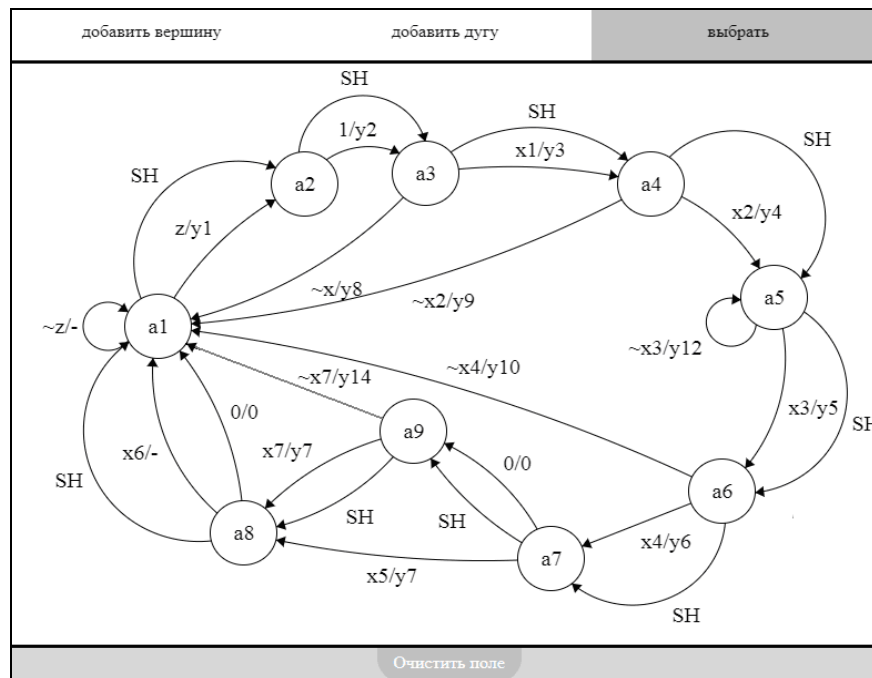 добавить вершину
добавить дугу
выбрать
SH
SH
1/y2
x1/y3
SH
SH
a2
a3
a4
x2/y4
z/y1
~x/y8
~x2/y9
a5
~z/-
a1
~x3/y12
~x4/y10
~x7/y14
x3/y5
0/0
a9
SH
x6/-
x7/y7
0/0
SH
a6
SH
SH
a8
x4/y6
a7
x5/y7
SH
Очистить поле